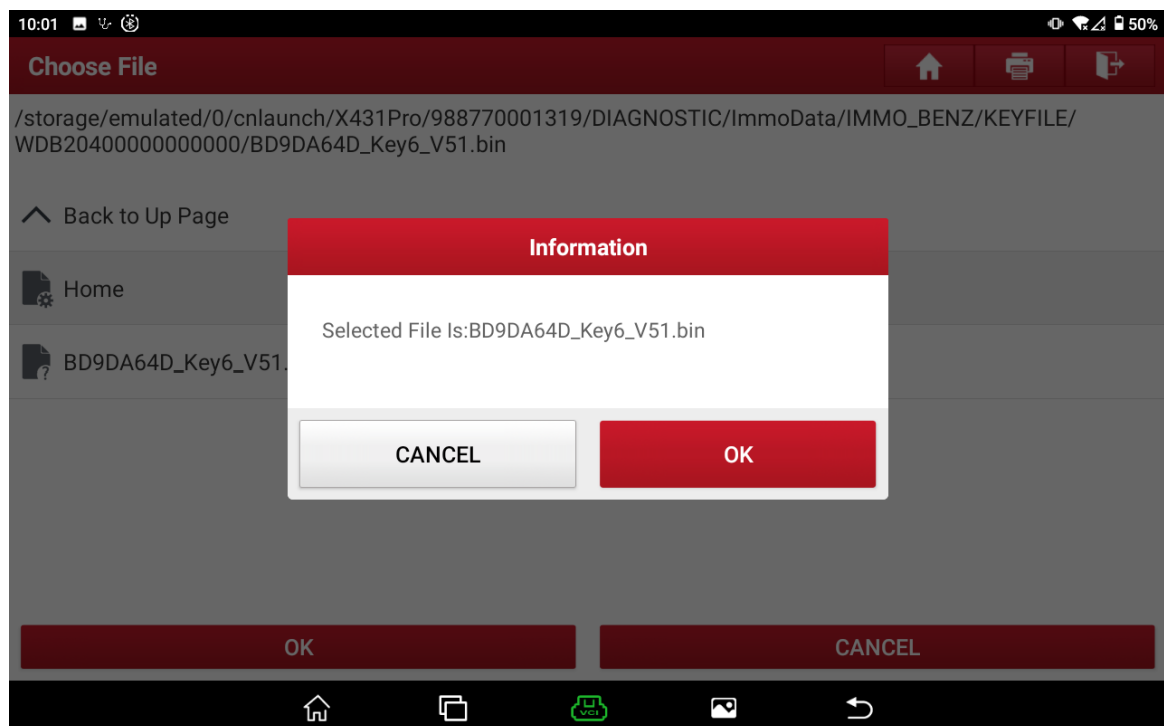 10:01
50%
Choose File
/storage/emulated/0/cnlaunch/X431Pro/988770001319/DIAGNOSTIC/ImmoData/IMMO_BENZ/KEYFILE/
WDB20400000000000/BD9DA64D_Key6_V51.bin
Back to Up Page
Information
Home
Selected File Is:BD9DA64D_Key6_V51.bin
BD9DA64D_Key6_V51.
CANCEL
OK
OK
CANCEL
VCI